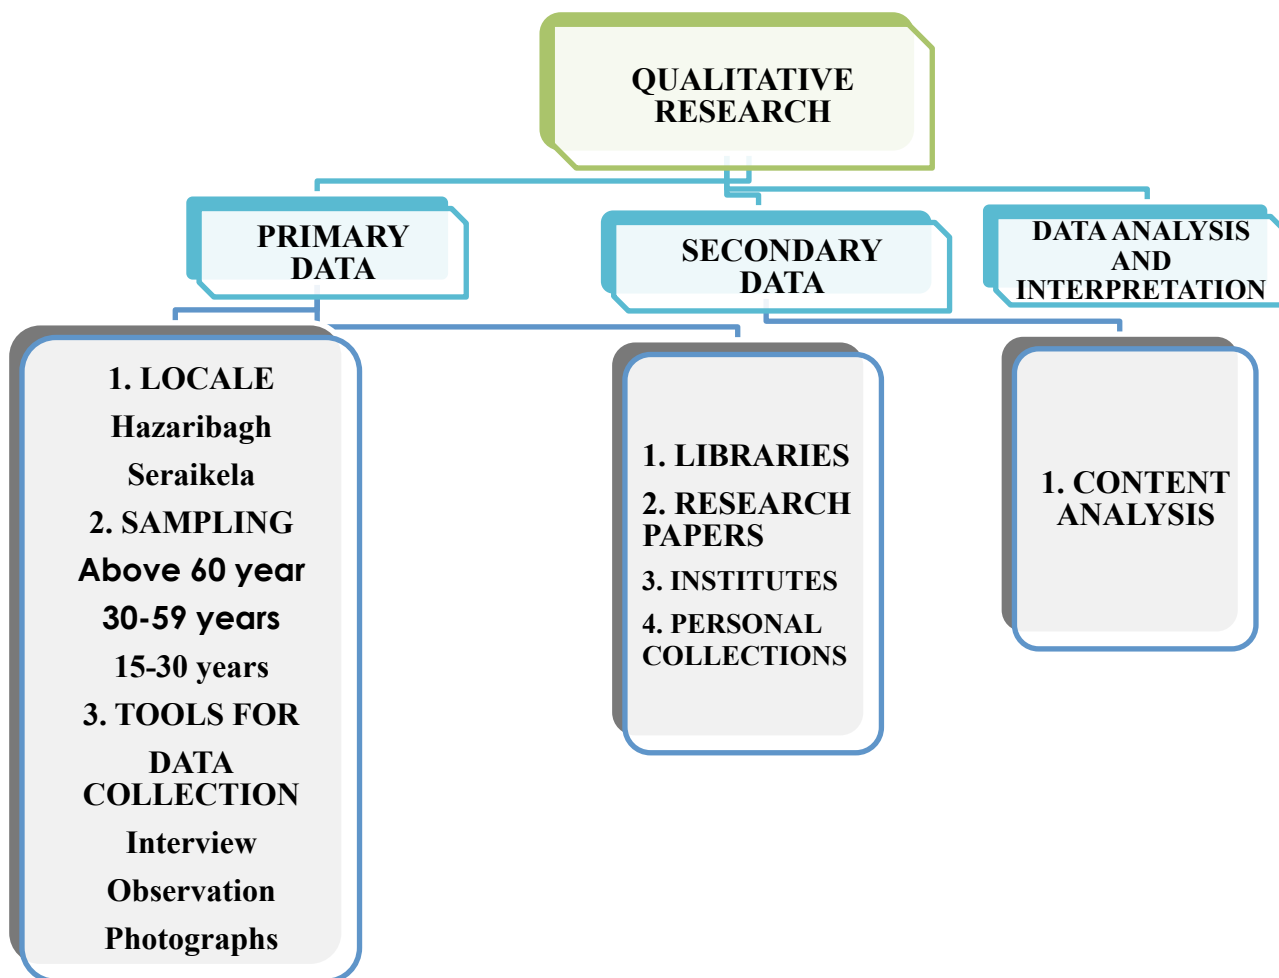 QUALITATIVE
RESEARCH
PRIMARY
DATA
SECONDARY
DATA
DATA ANALYSIS
AND
INTERPRETATION
1. LOCALE
Hazaribagh
Seraikela
2. SAMPLING
Above 60 year
30-59 years
15-30 years
3. TOOLS FOR
DATA
COLLECTION
Interview
Observation
Photographs
1. LIBRARIES
2. RESEARCH
PAPERS
3. INSTITUTES
4. PERSONAL
COLLECTIONS
1. CONTENT
ANALYSIS